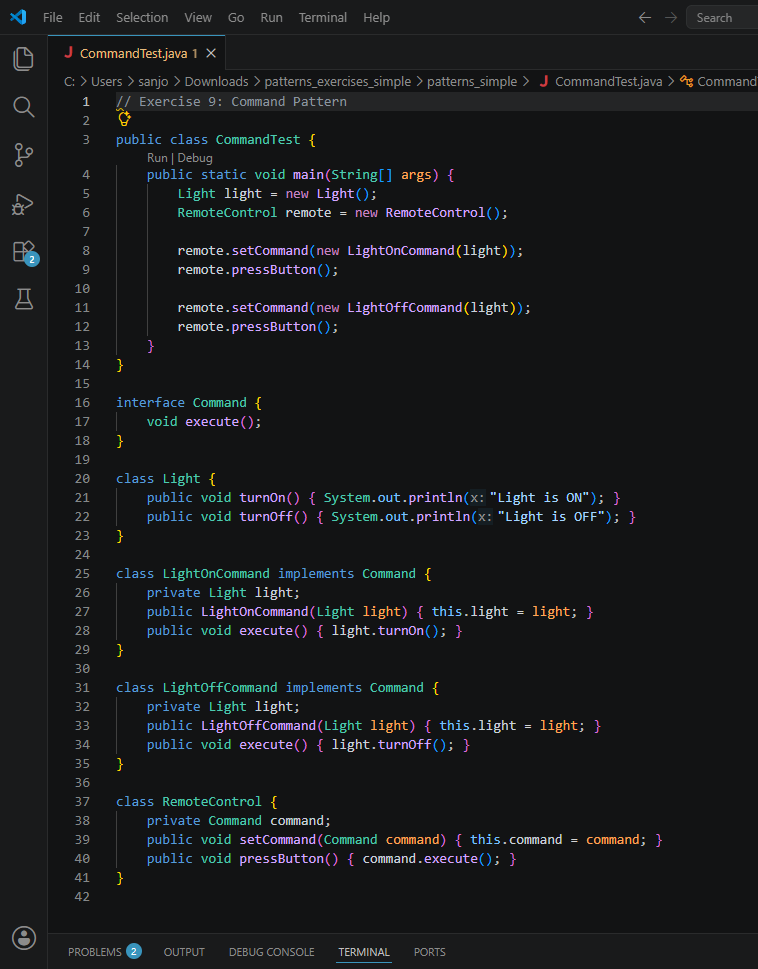 File Edit Selection View Go Run Terminal Help
Search
J CommandTest.java 1
C: > Users > sanjo > Downloads > patterns_exercises_simple > patterns_simple > J CommandTest.java > Command
1 // Exercise 9: Command Pattern
2
3 public class CommandTest {
Run | Debug
4     public static void main(String[] args) {
5         Light light = new Light();
6         RemoteControl remote = new RemoteControl();
7
8         remote.setCommand(new LightOnCommand(light));
9         remote.pressButton();
10
11         remote.setCommand(new LightOffCommand(light));
12         remote.pressButton();
13     }
14 }
15
16 interface Command {
17     void execute();
18 }
19
20 class Light {
21     public void turnOn() { System.out.println(x: "Light is ON"); }
22     public void turnOff() { System.out.println(x: "Light is OFF"); }
23 }
24
25 class LightOnCommand implements Command {
26     private Light light;
27     public LightOnCommand(Light light) { this.light = light; }
28     public void execute() { light.turnOn(); }
29 }
30
31 class LightOffCommand implements Command {
32     private Light light;
33     public LightOffCommand(Light light) { this.light = light; }
34     public void execute() { light.turnOff(); }
35 }
36
37 class RemoteControl {
38     private Command command;
39     public void setCommand(Command command) { this.command = command; }
40     public void pressButton() { command.execute(); }
41 }
42
2
PROBLEMS 2 OUTPUT DEBUG CONSOLE TERMINAL PORTS